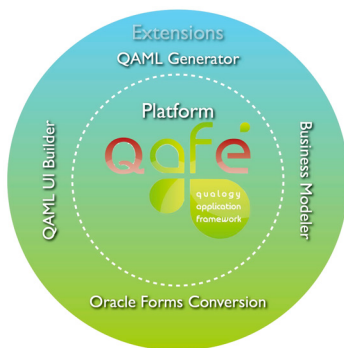 Extensions
QAML Generator
Platform
Qafe
qualogy
application
framework
QAML UI Builder
Business Modeler
Oracle Forms Conversion